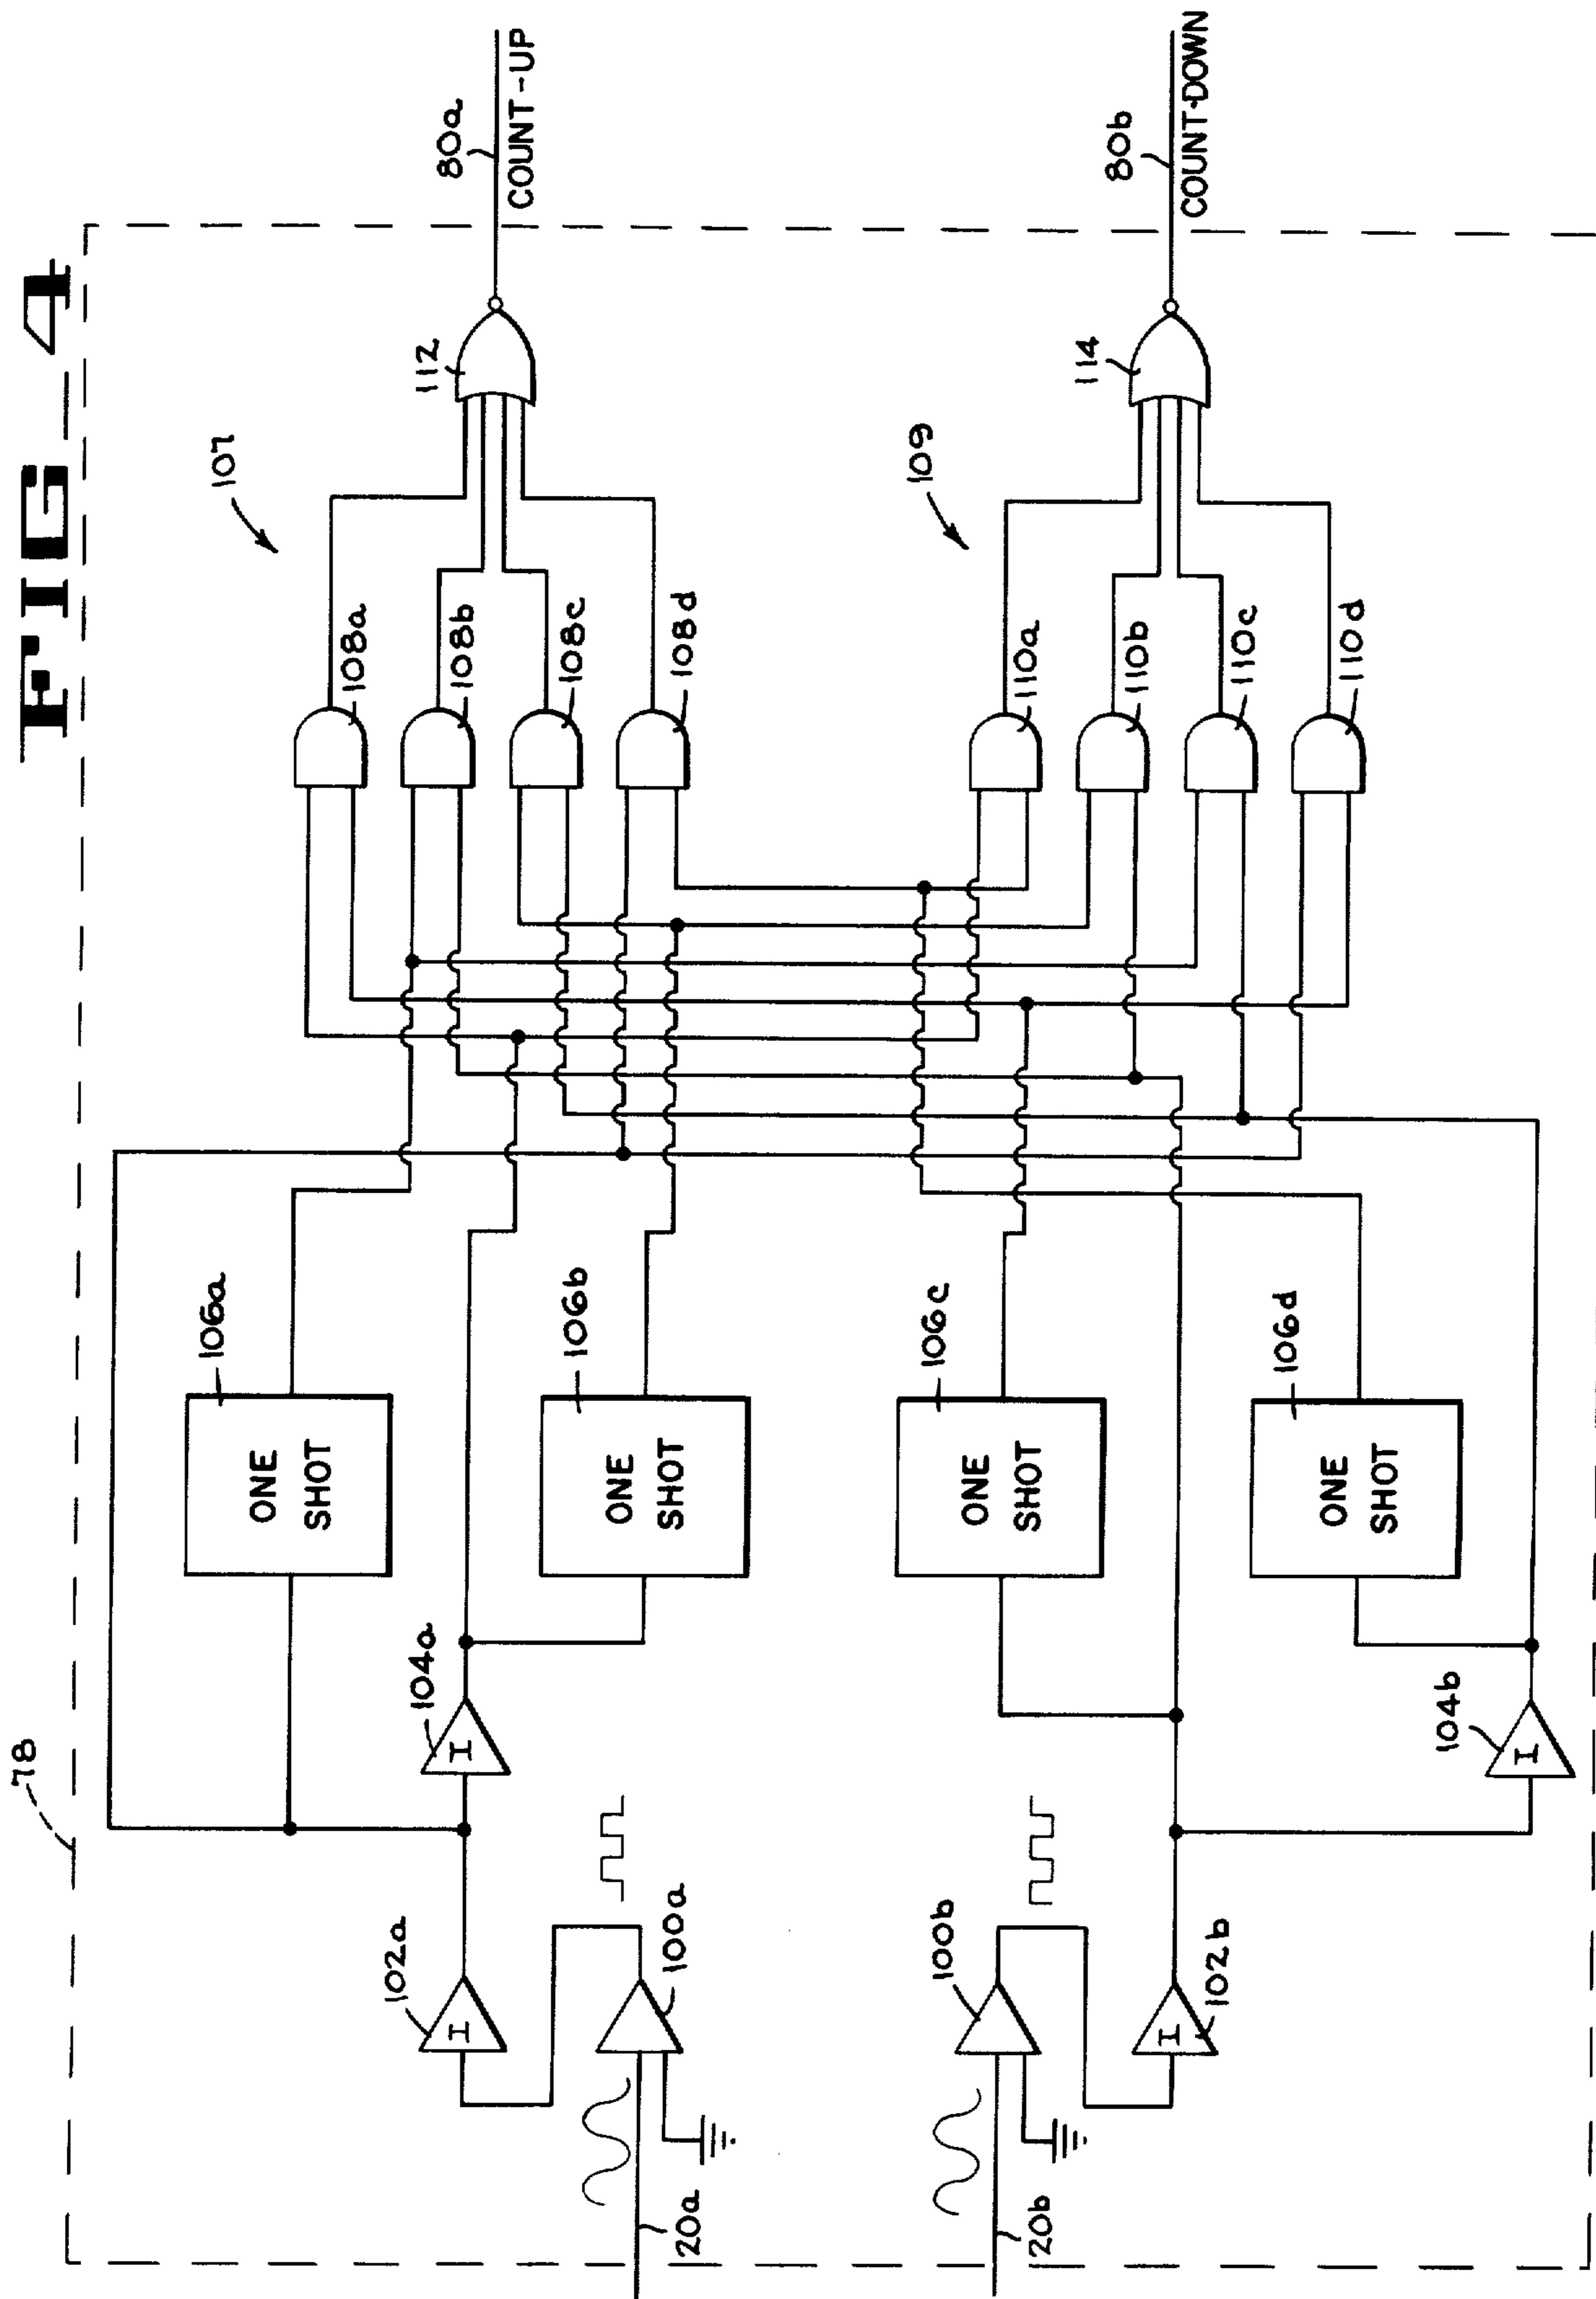 FIG_4
78
102a
104a
106a
ONE
SHOT
108a
107
112
80a
COUNT-UP
108b
108c
108d
20a
100a
106b
ONE
SHOT
20b
100b
106c
ONE
SHOT
110a
109
114
80b
COUNT-DOWN
110b
110c
110d
102b
104b
106d
ONE
SHOT
I
I
I
I